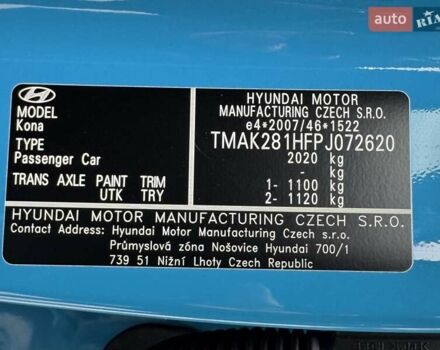 auto RIA
HYUNDAI MOTOR
MODEL MANUFACTURING CZECH S.R.O.
Kona e4*2007/46*1522
TYPE TMAK281HFPJ072620
Passenger Car 2020 kg
- kg
TRANS AXLE PAINT TRIM 1- 1100 kg
UTK TRY 2- 1120 kg
HYUNDAI MOTOR MANUFACTURING CZECH S.R.O.
Contact Address: Hyundai Motor Manufacturing Czech s.r.o.
Průmyslová zóna Nošovice Hyundai 700/1
739 51 Nižní Lhoty Czech Republic